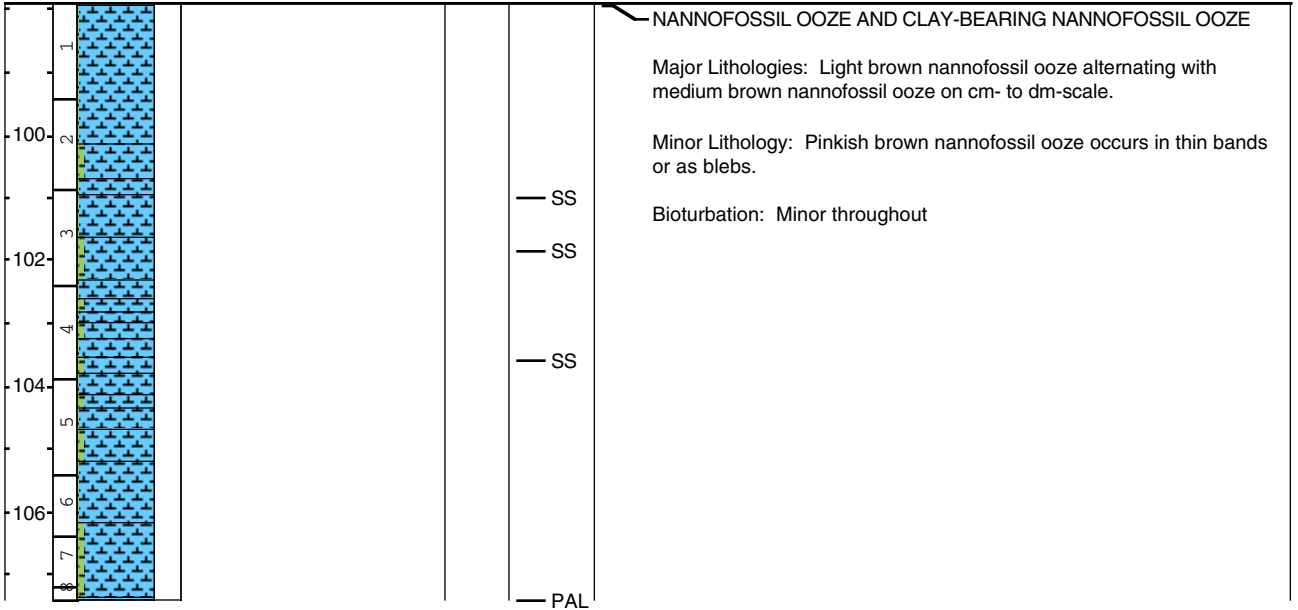 NANNOFOSSIL OOZE AND CLAY-BEARING NANNOFOSSIL OOZE
Major Lithologies: Light brown nannofossil ooze alternating with
medium brown nannofossil ooze on cm- to dm-scale.
Minor Lithology: Pinkish brown nannofossil ooze occurs in thin bands
or as blebs.
Bioturbation: Minor throughout
1
100
2
SS
3
SS
102
4
SS
104
5
6
106
7
8
PAL